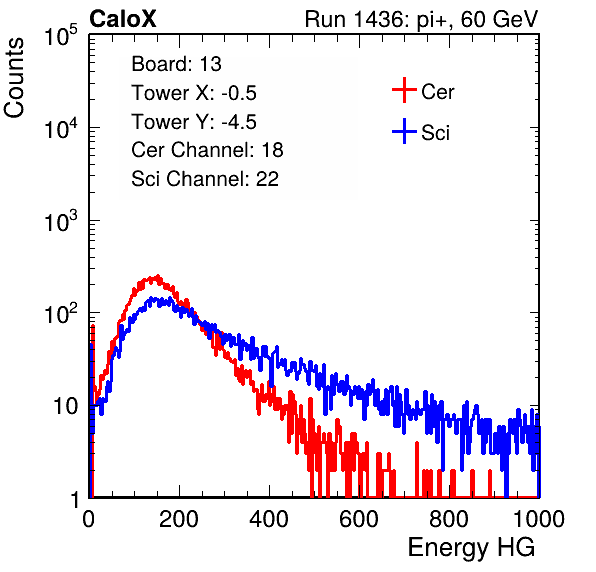 CaloX Run 1436: pi+, 60 GeV
Counts
10^5
10^4
10^3
10^2
10
1
Board: 13
Tower X: -0.5
Tower Y: -4.5
Cer Channel: 18
Sci Channel: 22
Cer
Sci
0 200 400 600 800 1000
Energy HG